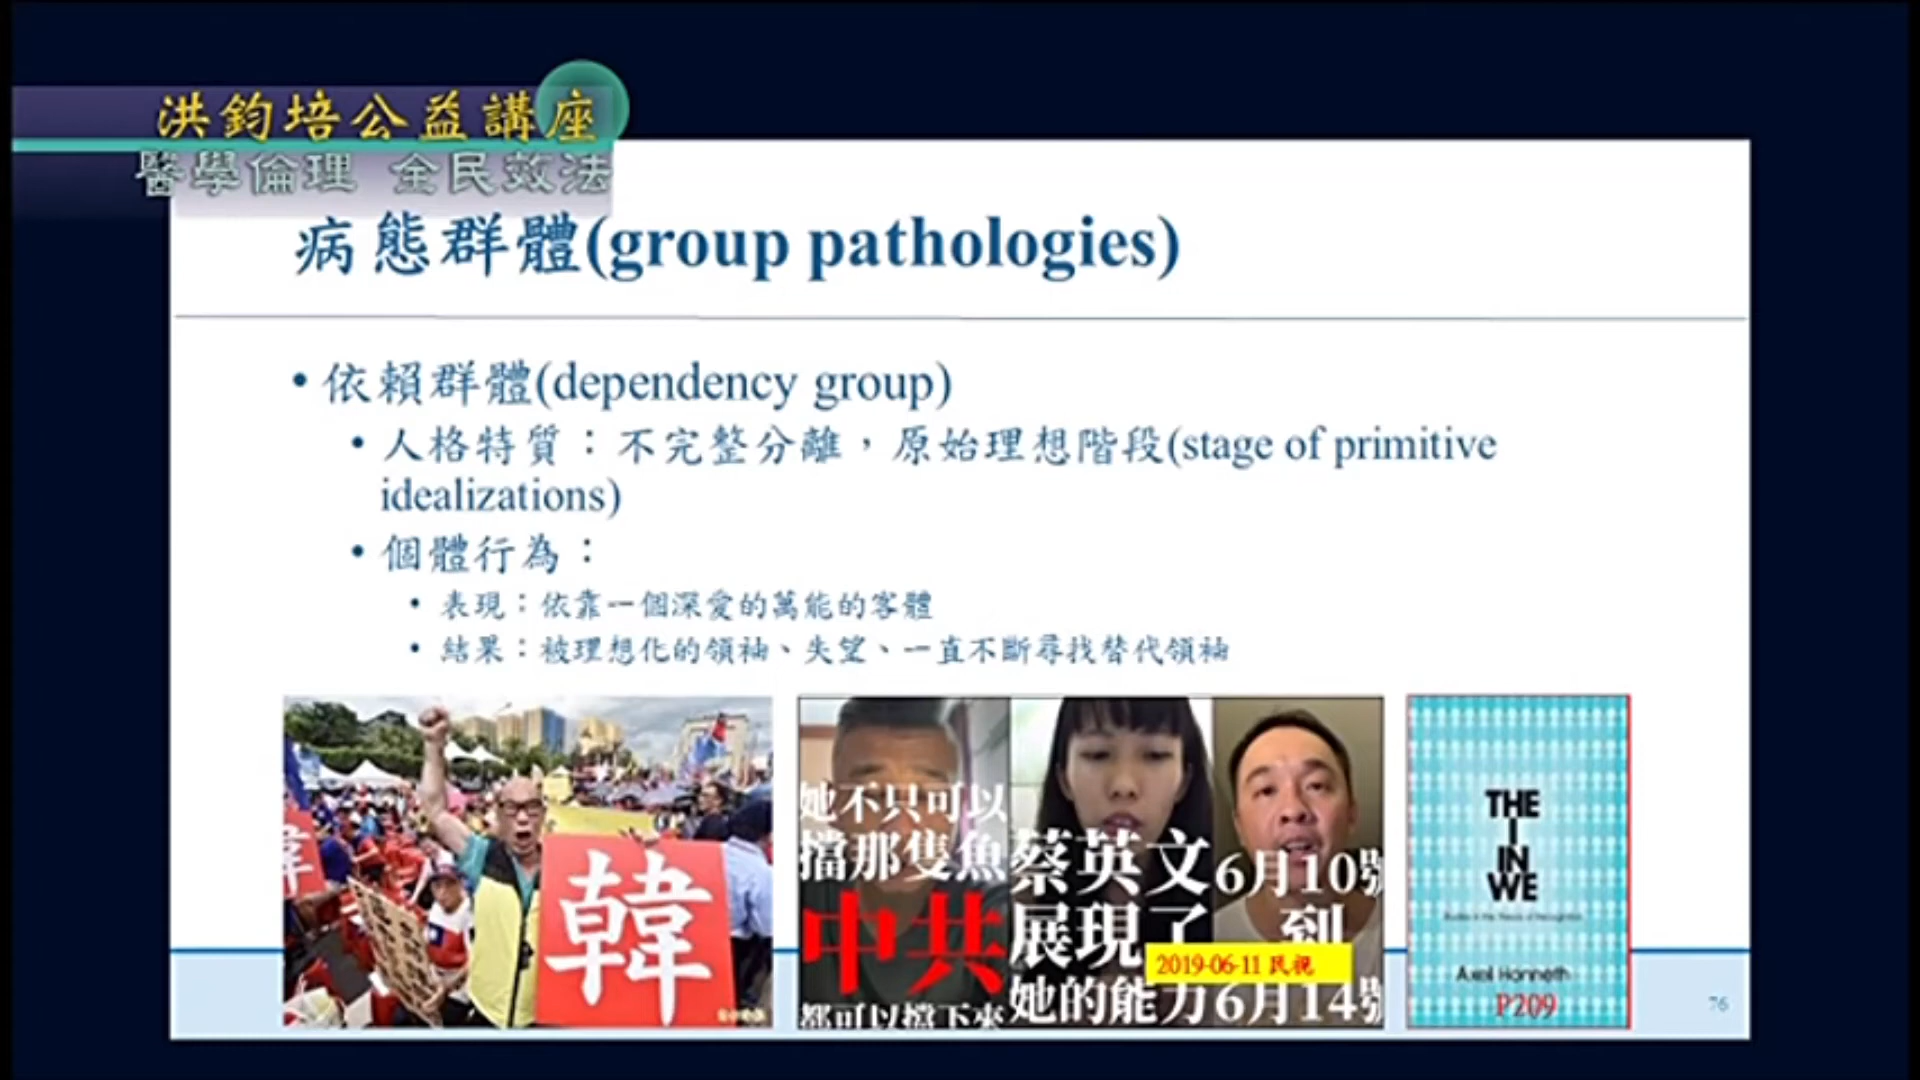 洪鈞培公益講座
醫學倫理 全民效法
病態群體(group pathologies)
• 依賴群體(dependency group)
• 人格特質：不完整分離，原始理想階段(stage of primitive
idealizations)
• 個體行為：
• 表現：依靠一個深愛的萬能的客體
• 結果：被理想化的領袖、失望、一直不斷尋找替代領袖
韓
韓
她不只可以
擋那隻魚
中共
都可以擋下來
蔡英文
展現了
她的能力
6月10號
到
6月14號
2019-06-11 民視
THE
I
IN
WE
Axel Honneth
P209
76